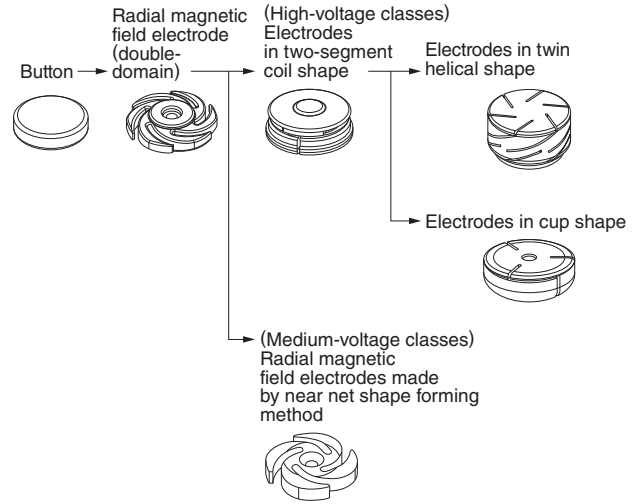 Button
Radial magnetic
field electrode
(double-
domain)
(High-voltage classes)
Electrodes
in two-segment
coil shape
Electrodes in twin
helical shape
Electrodes in cup shape
(Medium-voltage classes)
Radial magnetic
field electrodes made
by near net shape forming
method